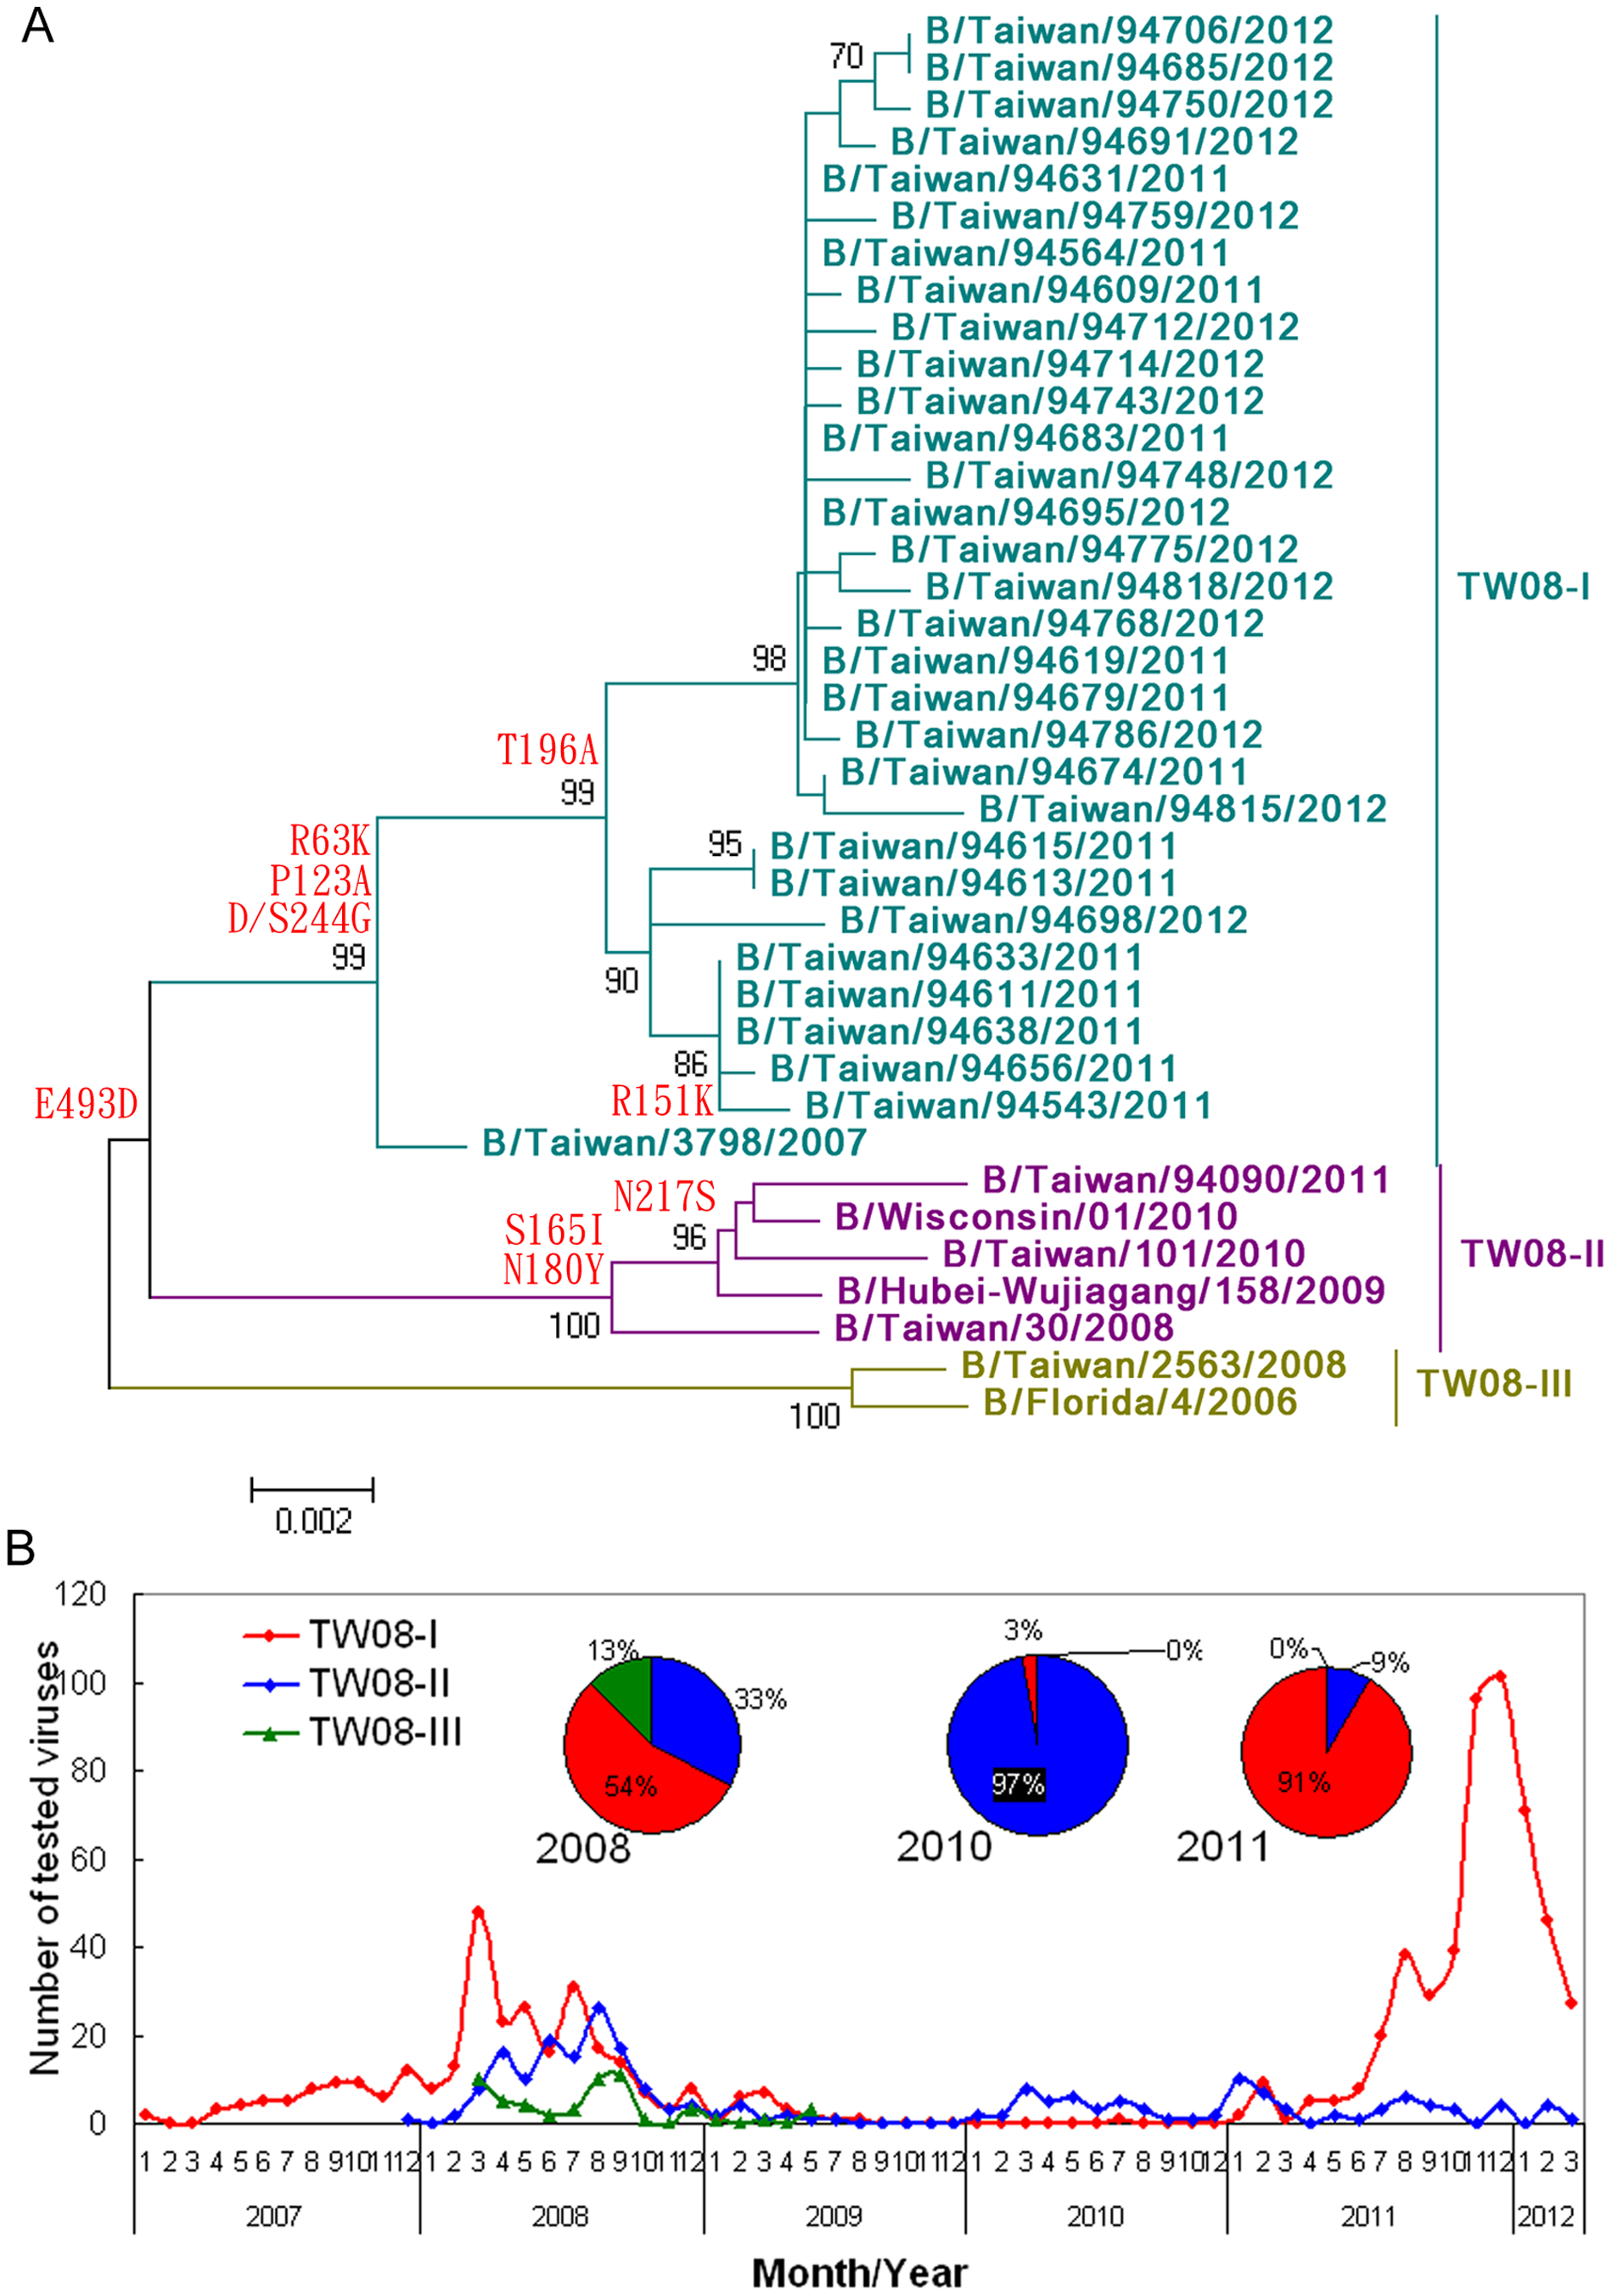 A
B/Taiwan/94706/2012
70
B/Taiwan/94685/2012
B/Taiwan/94750/2012
B/Taiwan/94691/2012
B/Taiwan/94631/2011
B/Taiwan/94759/2012
B/Taiwan/94564/2011
B/Taiwan/94609/2011
B/Taiwan/94712/2012
B/Taiwan/94714/2012
B/Taiwan/94743/2012
B/Taiwan/94683/2011
B/Taiwan/94748/2012
B/Taiwan/94695/2012
B/Taiwan/94775/2012
B/Taiwan/94818/2012
TW08-I
B/Taiwan/94768/2012
98
B/Taiwan/94619/2011
B/Taiwan/94679/2011
B/Taiwan/94786/2012
T196A
B/Taiwan/94674/2011
99
B/Taiwan/94815/2012
R63K
95
B/Taiwan/94615/2011
P123A
B/Taiwan/94613/2011
D/S244G
B/Taiwan/94698/2012
99
B/Taiwan/94633/2011
90
B/Taiwan/94611/2011
B/Taiwan/94638/2011
86
B/Taiwan/94656/2011
E493D
R151K
B/Taiwan/94543/2011
B/Taiwan/3798/2007
B/Taiwan/94090/2011
N217S
B/Wisconsin/01/2010
S165I
96
B/Taiwan/101/2010
TW08-II
N180Y
B/Hubei-Wujiagang/158/2009
100
B/Taiwan/30/2008
B/Taiwan/2563/2008
TW08-III
B/Florida/4/2006
100
0.002
B
Number of tested viruses
120
100
80
60
40
20
0
TW08-I
TW08-II
TW08-III
13%
33%
54%
2008
3%
0%
97%
2010
0%
9%
91%
2011
1 2 3 4 5 6 7 8 9 10 11 12 1 2 3 4 5 6 7 8 9 10 11 12 1 2 3 4 5 7 8 9 10 11 12 1 2 3 4 5 6 7 8 9 10 12 1 2 3 4 5 6 7 8 9 10 11 12 1 2 3
2007 2008 2009 2010 2011 2012
Month/Year